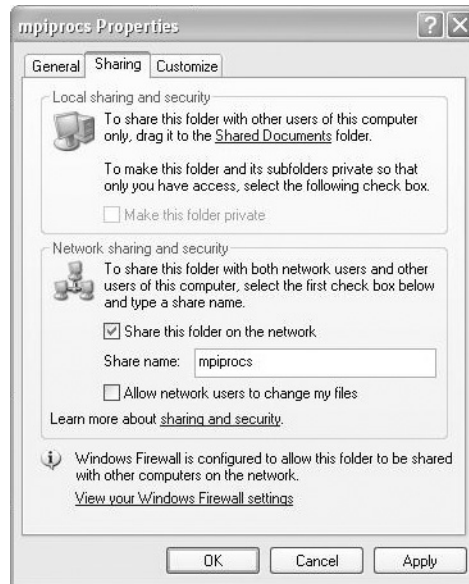 mpiprocs Properties
General Sharing Customize
Local sharing and security
To share this folder with other users of this computer
only, drag it to the Shared Documents folder.
To make this folder and its subfolders private so that
only you have access, select the following check box.
Make this folder private
Network sharing and security
To share this folder with both network users and other
users of this computer, select the first check box below
and type a share name.
Share this folder on the network
Share name: mpiprocs
Allow network users to change my files
Learn more about sharing and security.
Windows Firewall is configured to allow this folder to be shared
with other computers on the network.
View your Windows Firewall settings
OK Cancel Apply